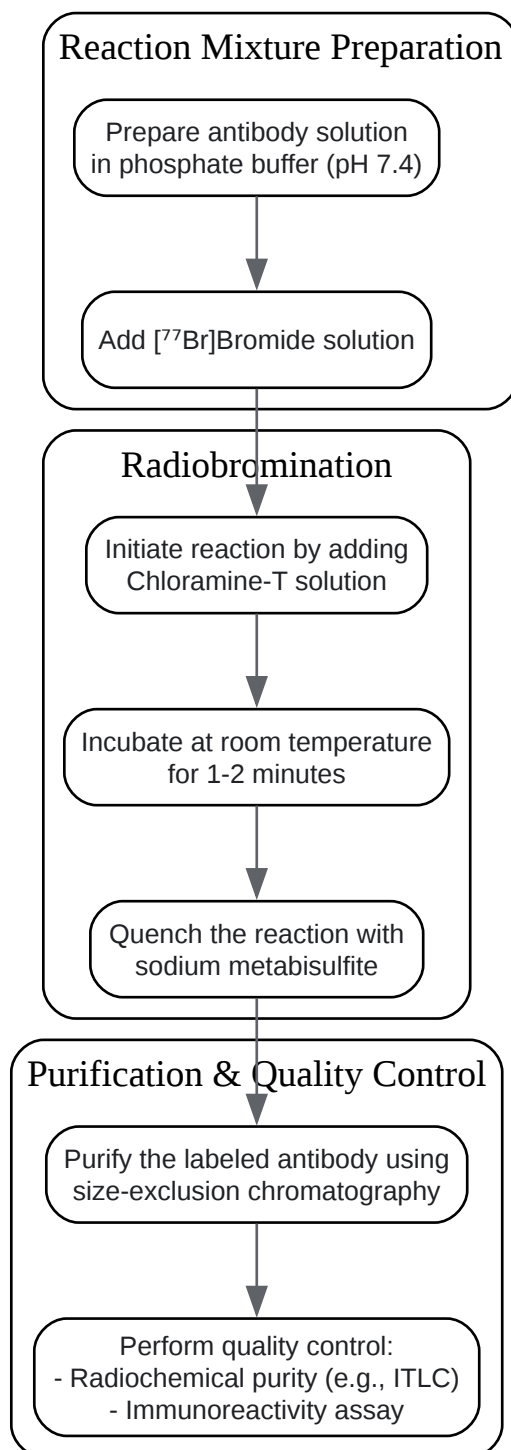 Reaction Mixture Preparation
Prepare antibody solution
in phosphate buffer (pH 7.4)
Add [⁷⁷Br]Bromide solution
Radiobromination
Initiate reaction by adding
Chloramine-T solution
Incubate at room temperature
for 1-2 minutes
Quench the reaction with
sodium metabisulfite
Purification & Quality Control
Purify the labeled antibody using
size-exclusion chromatography
Perform quality control:
- Radiochemical purity (e.g., ITLC)
- Immunoreactivity assay